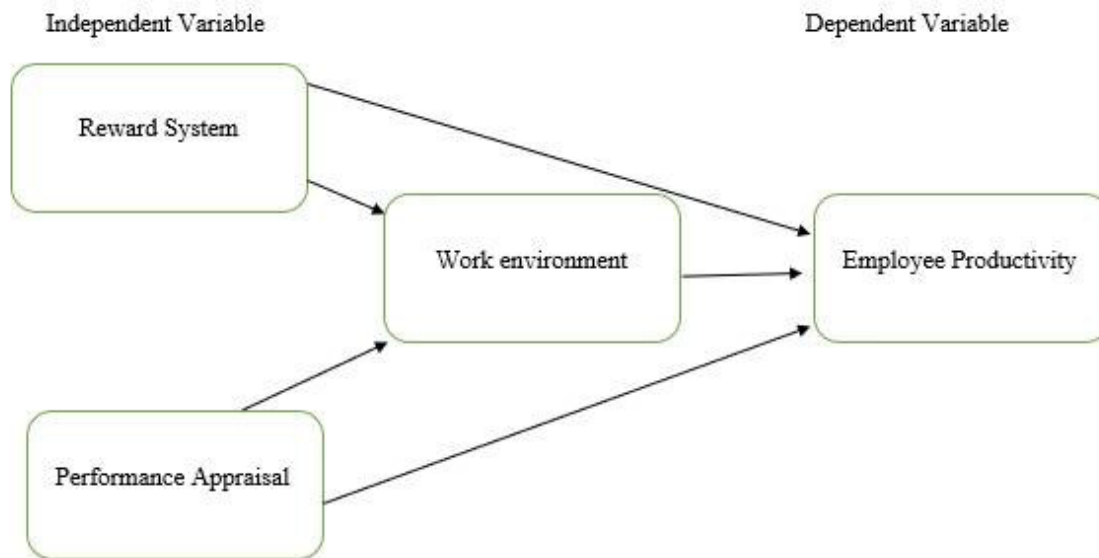 Independent Variable
Dependent Variable
Reward System
Work environment
Employee Productivity
Performance Appraisal